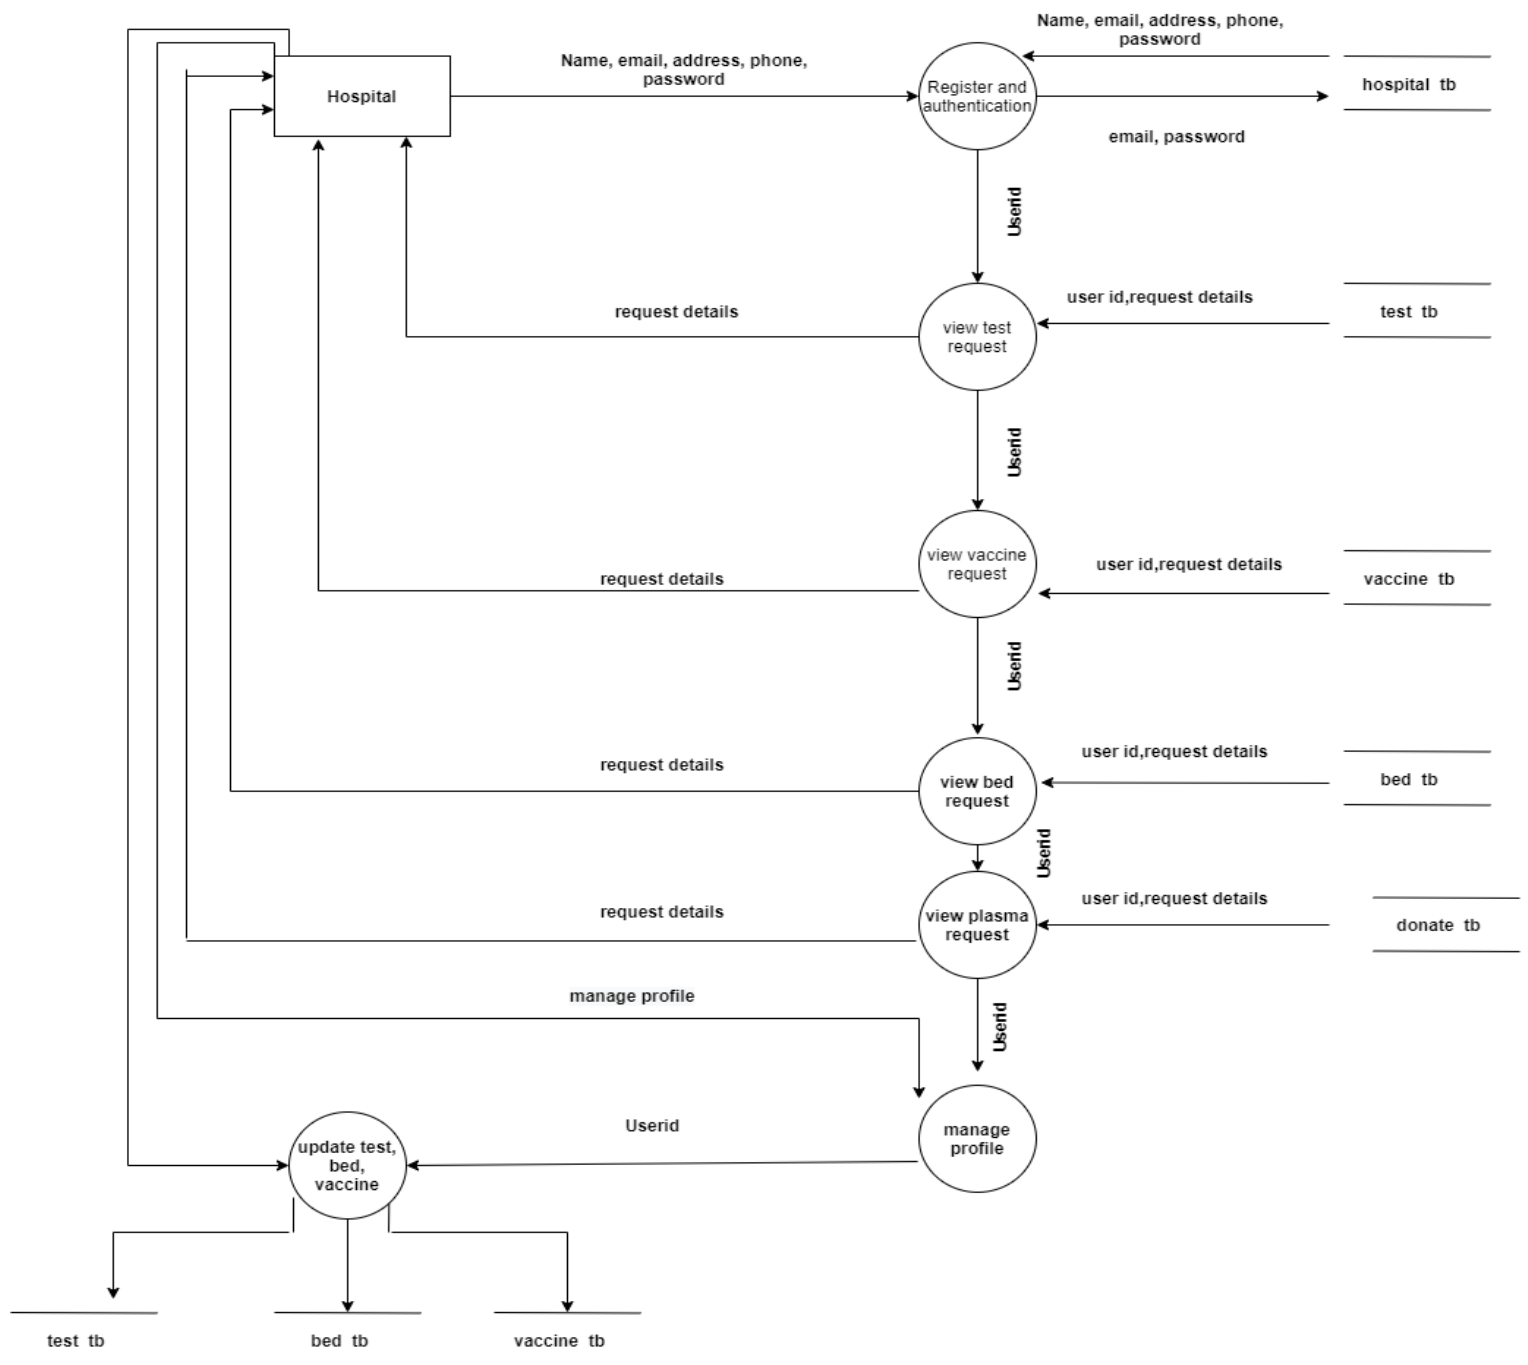 Name, email, address, phone,
password
Name, email, address, phone,
password
Hospital
Register and
authentication
hospital tb
email, password
Userid
user id,request details
request details
view test
request
test tb
Userid
view vaccine
request
user id,request details
request details
vaccine tb
Userid
user id,request details
request details
view bed
request
bed tb
Userid
user id,request details
request details
view plasma
request
donate tb
manage profile
Userid
Userid
manage
profile
update test,
bed,
vaccine
test tb
bed tb
vaccine tb